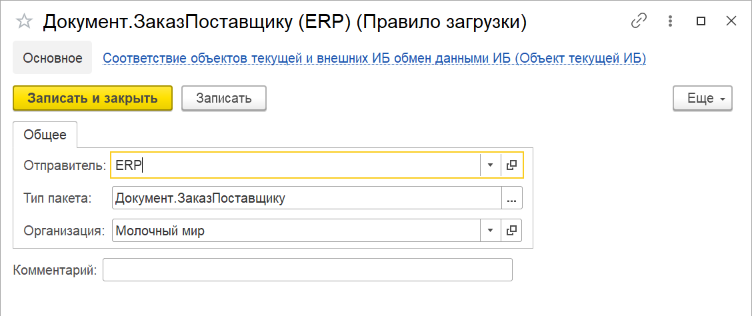 Документ.ЗаказПоставщику (ERP) (Правило загрузки)
Основное Соответствие объектов текущей и внешних ИБ обмен данными ИБ (Объект текущей ИБ)
Записать и закрыть Записать Еще
Общее
Отправитель: ERP
Тип пакета: Документ.ЗаказПоставщику ...
Организация: Молочный мир
Комментарий: